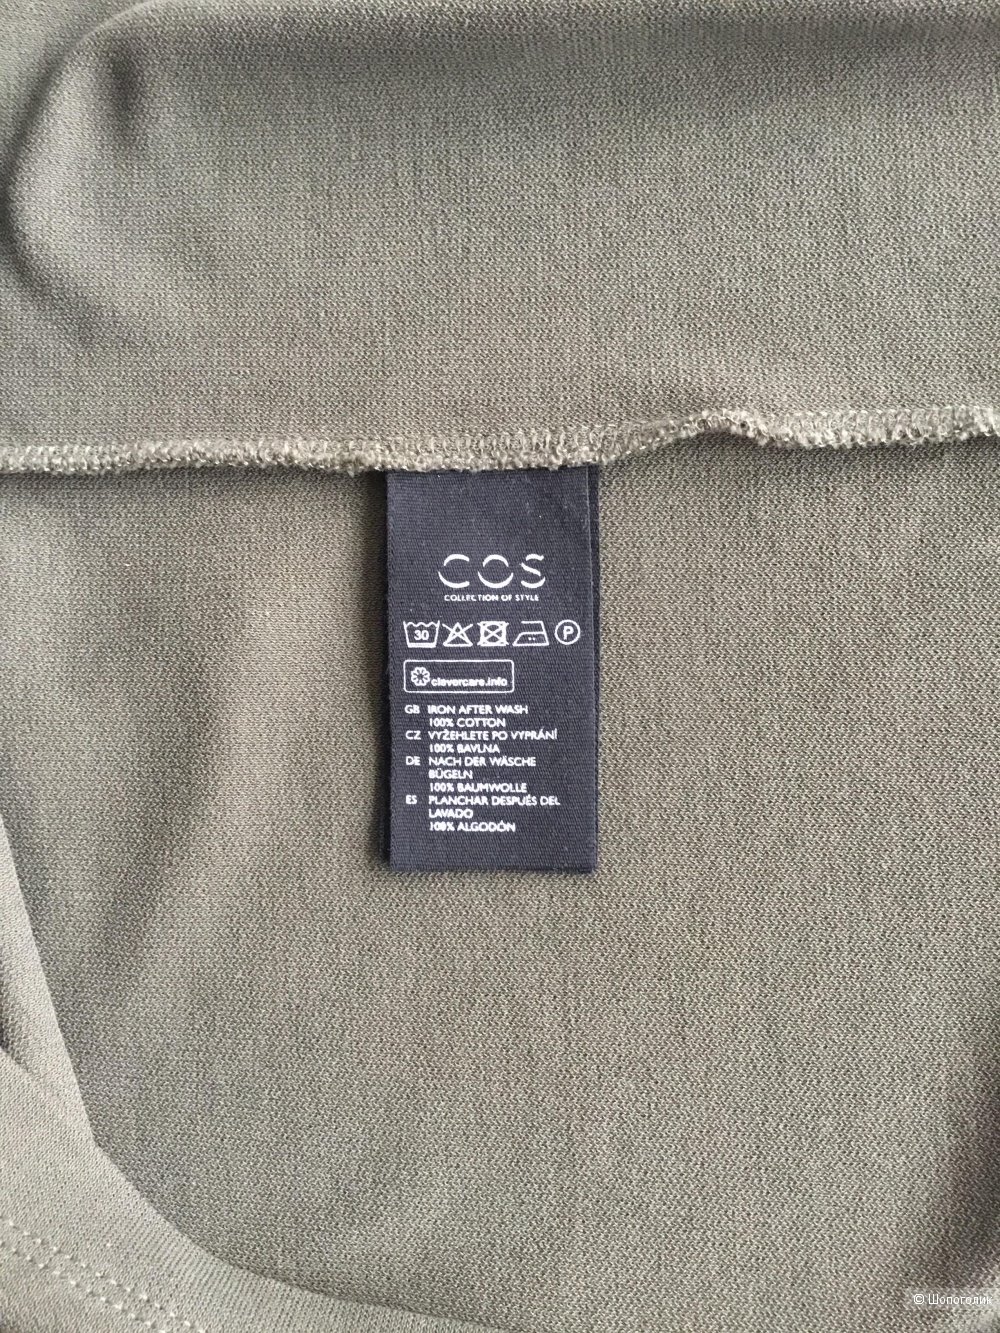 COS
COLLECTION OF STYLE
30 P
clevercare.info
GB IRON AFTER WASH
100% COTTON
CZ VYŽEHLETE PO VYPRÁNÍ
100% BAVLNA
DE NACH DER WÄSCHE
BÜGELN
100% BAUMWOLLE
ES PLANCHAR DESPUÉS DEL
LAVADO
100% ALGODÓN
© Шопоголик